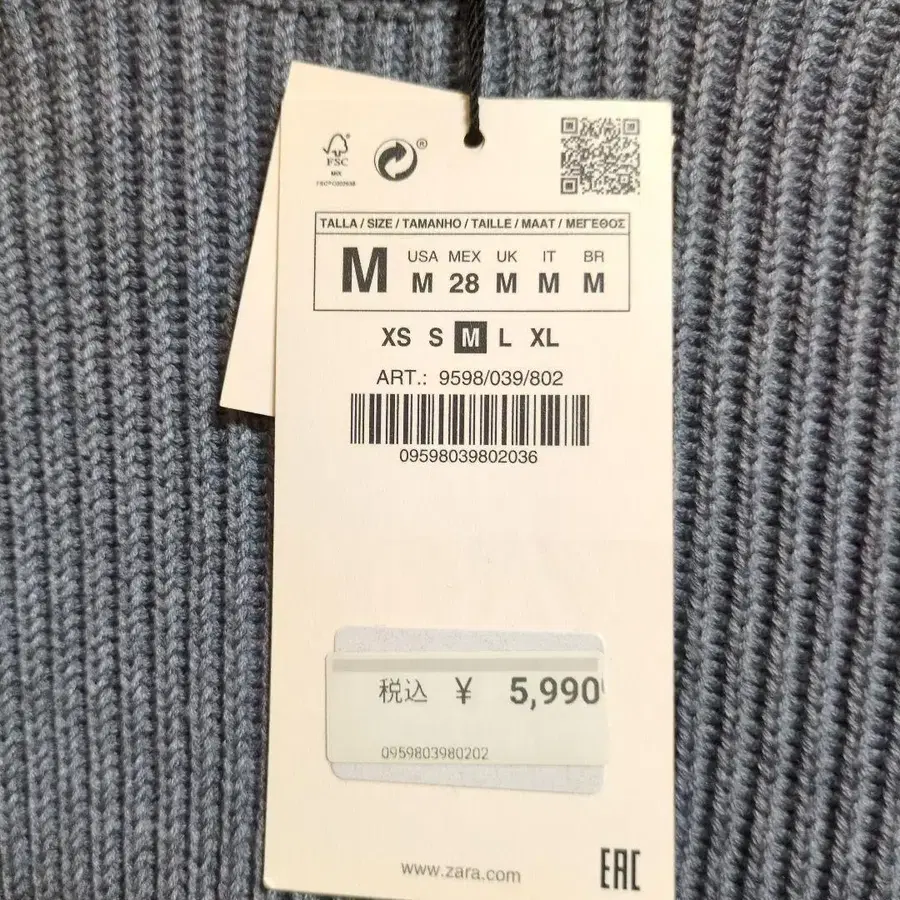 FSC
MIX
®
TALLA / SIZE / TAMANHO / TAILLE / MAAT / ΜΕΓΕΘΟΣ
M
USA MEX UK IT BR
M 28 M M M
XS S M L XL
ART.: 9598/039/802
09598039802036
税込 ¥ 5,990
0959803980202
www.zara.com
EAC